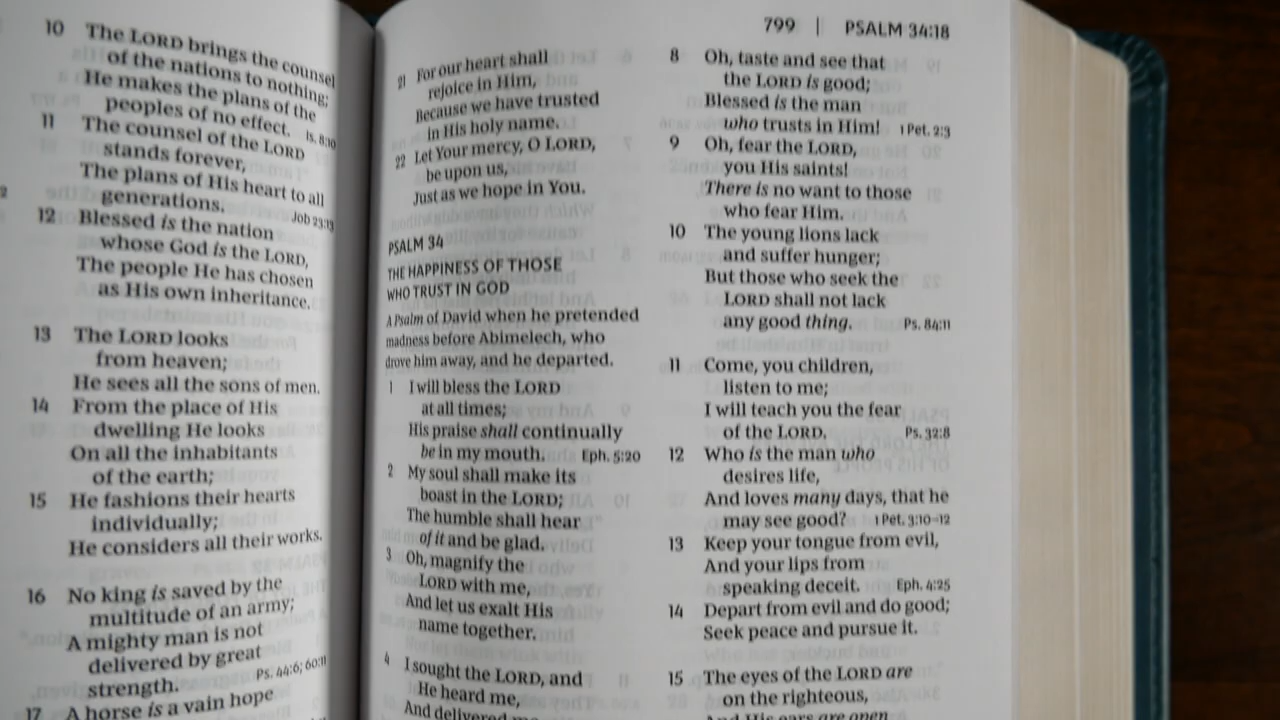 10 The LORD brings the counsel
of the nations to nothing;
He makes the plans of the
peoples of no effect. Is. 8:10
11 The counsel of the LORD
stands forever,
The plans of His heart to all
generations. Job 23:13
12 Blessed is the nation
whose God is the LORD,
The people He has chosen
as His own inheritance.
13 The LORD looks
from heaven;
He sees all the sons of men.
14 From the place of His
dwelling He looks
On all the inhabitants
of the earth;
15 He fashions their hearts
individually;
He considers all their works.
16 No king is saved by the
multitude of an army;
A mighty man is not
delivered by great
strength. Ps. 44:6; 60:11
17 A horse is a vain hope
799 | PSALM 34:18
21 For our heart shall
rejoice in Him,
Because we have trusted
in His holy name.
22 Let Your mercy, O LORD,
be upon us,
Just as we hope in You.
PSALM 34
THE HAPPINESS OF THOSE
WHO TRUST IN GOD
A Psalm of David when he pretended
madness before Abimelech, who
drove him away, and he departed.
1 I will bless the LORD
at all times;
His praise shall continually
be in my mouth. Eph. 5:20
2 My soul shall make its
boast in the LORD;
The humble shall hear
of it and be glad.
3 Oh, magnify the
LORD with me,
And let us exalt His
name together.
4 I sought the LORD, and
He heard me,
And delivered me
8 Oh, taste and see that
the LORD is good;
Blessed is the man
who trusts in Him! 1 Pet. 2:3
9 Oh, fear the LORD,
you His saints!
There is no want to those
who fear Him.
10 The young lions lack
and suffer hunger;
But those who seek the
LORD shall not lack
any good thing. Ps. 84:11
11 Come, you children,
listen to me;
I will teach you the fear
of the LORD. Ps. 32:8
12 Who is the man who
desires life,
And loves many days, that he
may see good? 1 Pet. 3:10–12
13 Keep your tongue from evil,
And your lips from
speaking deceit. Eph. 4:25
14 Depart from evil and do good;
Seek peace and pursue it.
15 The eyes of the LORD are
on the righteous,
And His ears are open